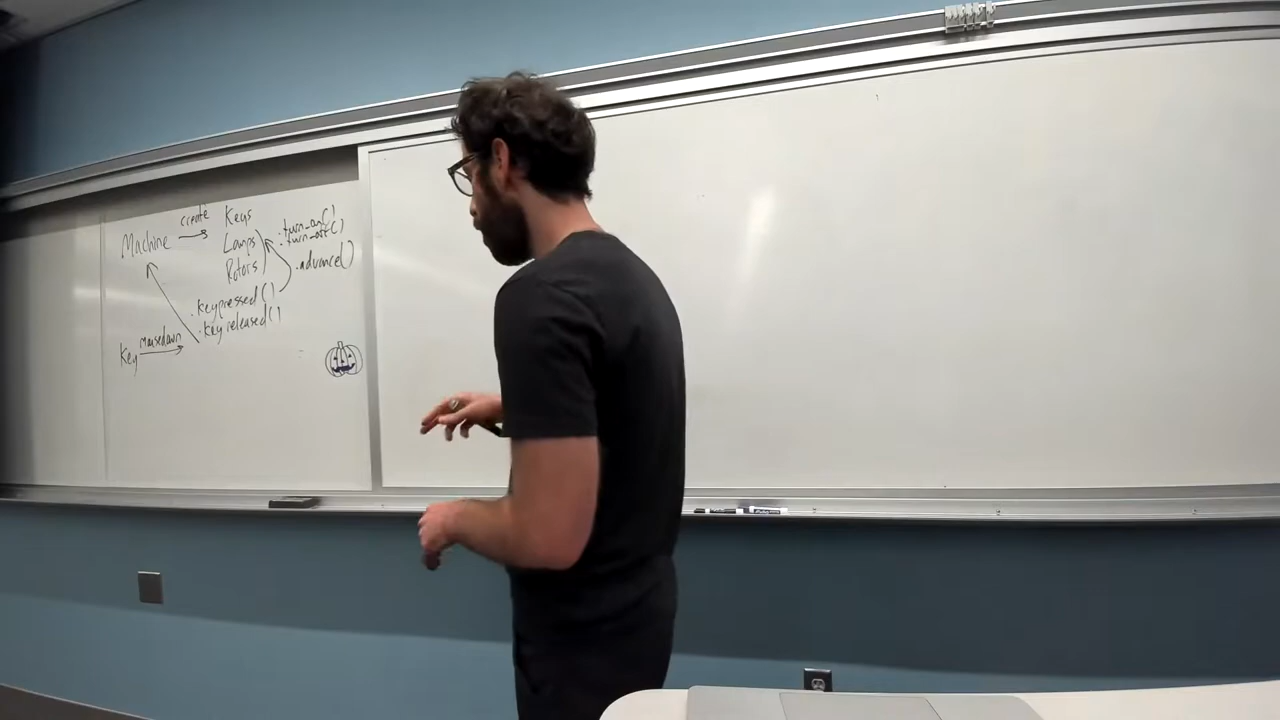 create
Machine
Keys
Lamps
Rotors
.turn_on()
.turn_off()
.advance()
.keypressed()
.key released()
Key
mousedown